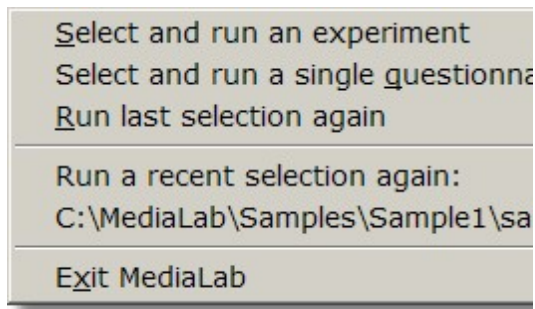 Select and run an experiment
Select and run a single questionna
Run last selection again
Run a recent selection again:
C:\MediaLab\Samples\Sample1\sa
Exit MediaLab